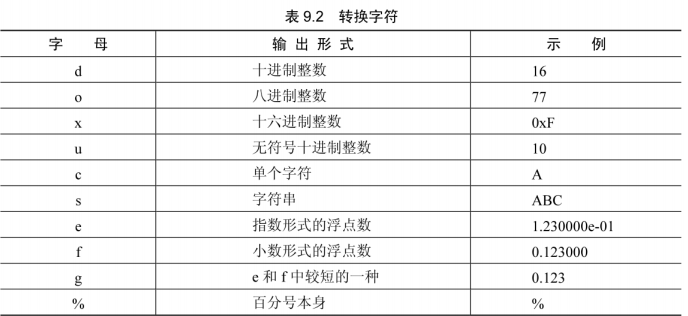 表 9.2 转换字符
字 母 输 出 形 式 示 例
d 十进制整数 16
o 八进制整数 77
x 十六进制整数 0xF
u 无符号十进制整数 10
c 单个字符 A
s 字符串 ABC
e 指数形式的浮点数 1.230000e-01
f 小数形式的浮点数 0.123000
g e 和 f 中较短的一种 0.123
% 百分号本身 %